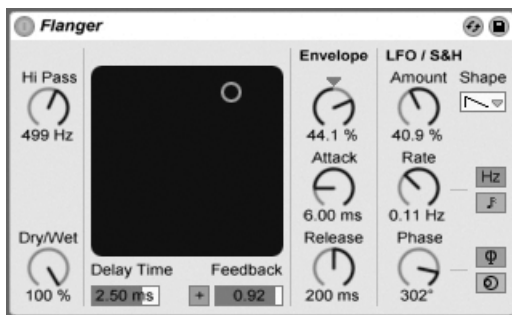 Flanger
Hi Pass
499 Hz
Dry/Wet
100 %
Delay Time
2.50 ms
+
Feedback
0.92
Envelope
44.1 %
Attack
6.00 ms
Release
200 ms
LFO / S&H
Amount
40.9 %
Shape
Rate
0.11 Hz
Hz
Phase
302°
Φ